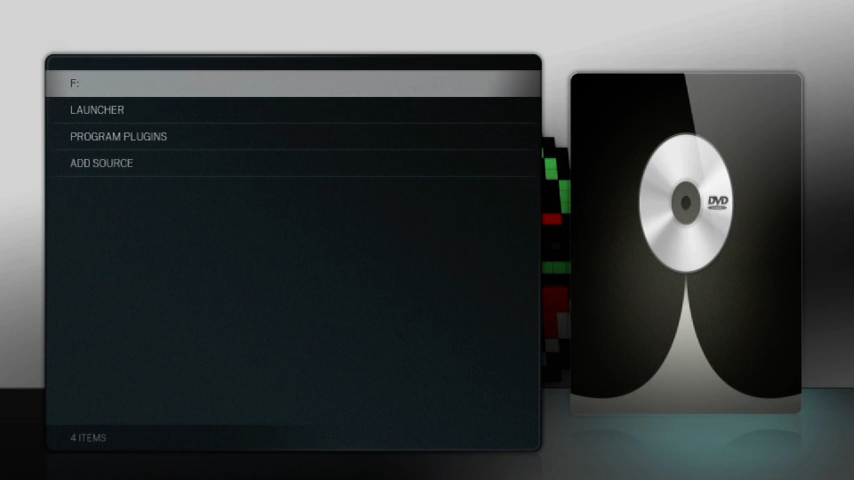 F:
LAUNCHER
PROGRAM PLUGINS
ADD SOURCE
4 ITEMS
DVD